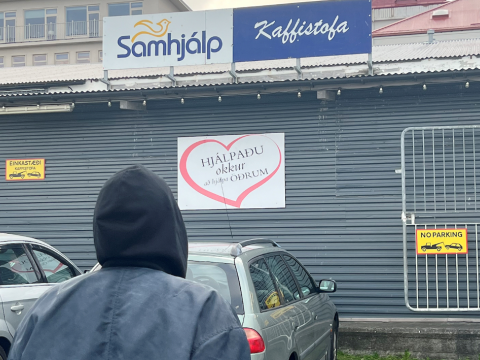 Samhjálp
Kaffistofa
HJÁLPAÐU
okkur
að hjálpa ÖÐRUM
EINKASTÆÐI
NO PARKING